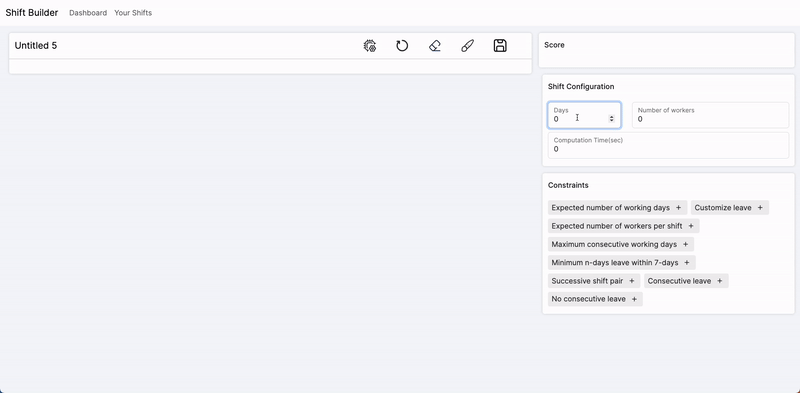 Shift Builder Dashboard Your Shifts
Untitled 5
Score
Shift Configuration
Days Number of workers
0 0
Computation Time(sec)
0
Constraints
Expected number of working days + Customize leave +
Expected number of workers per shift +
Maximum consecutive working days +
Minimum n-days leave within 7-days +
Successive shift pair + Consecutive leave +
No consecutive leave +